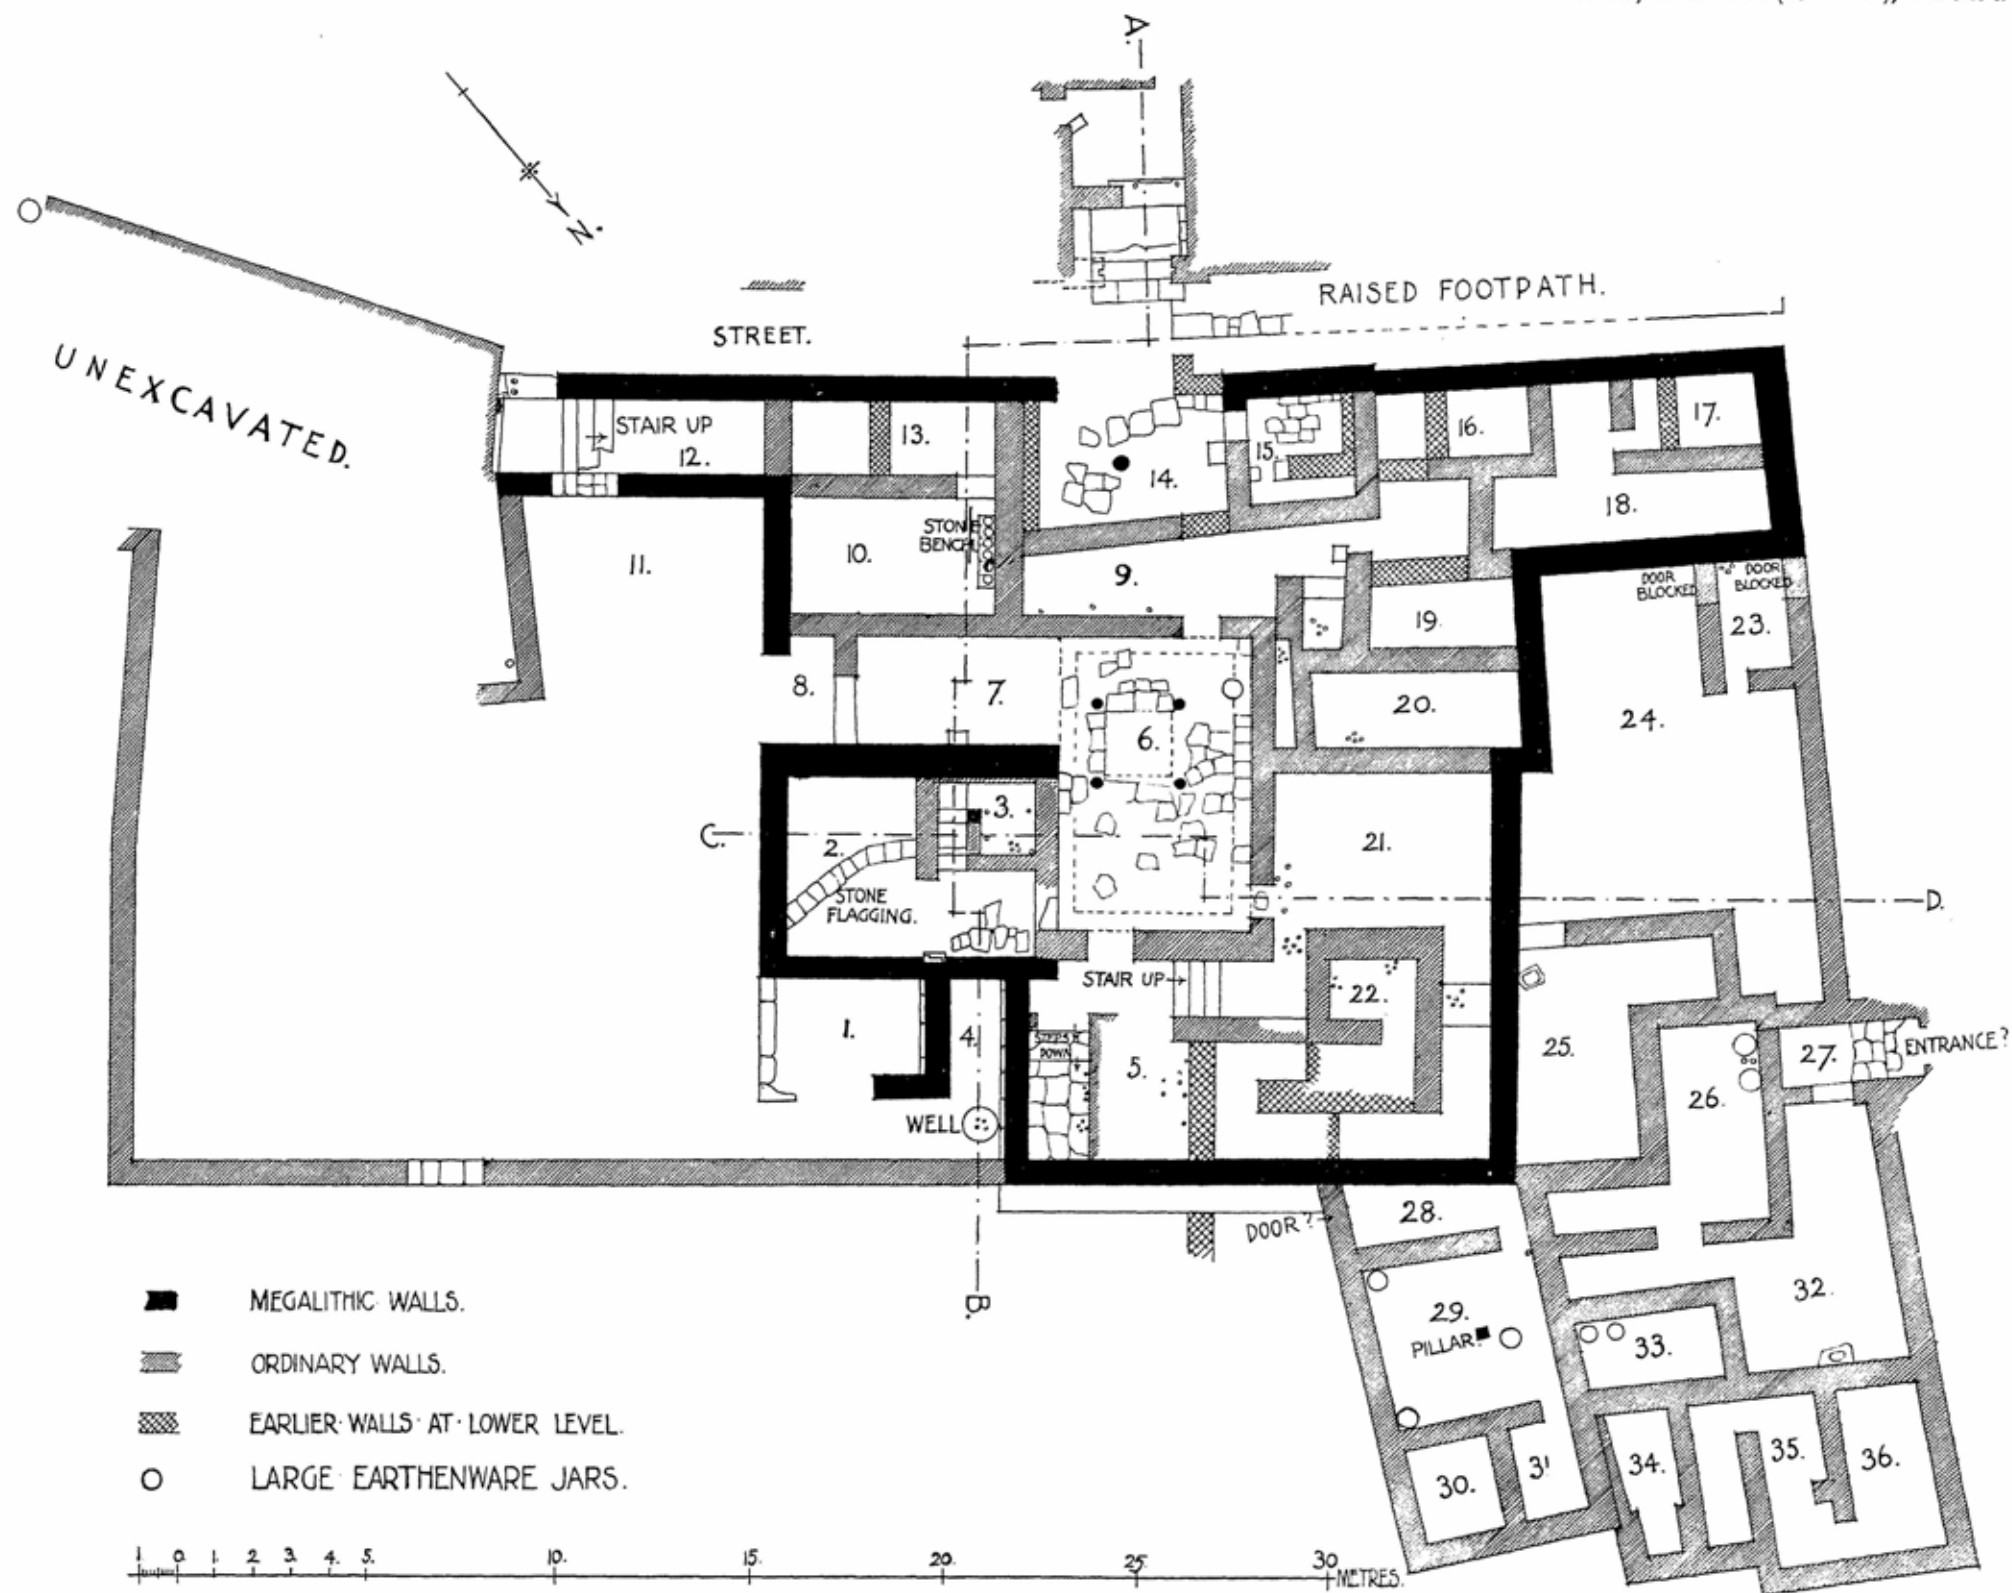 A.
N.
RAISED FOOTPATH.
STREET.
UNEXCAVATED.
STAIR UP
12.
13.
14.
15.
16.
17.
18.
STONE
BENCH
10.
11.
9.
DOOR
BLOCKED
DOOR
BLOCKED
19.
23.
8.
7.
6.
20.
24.
C.
2.
3.
21.
STONE
FLAGGING.
D.
STAIR UP
22.
1.
4.
STEPS
DOWN
5.
25.
27.
ENTRANCE?
26.
WELL
28.
DOOR?
B.
29.
PILLAR
32.
33.
30.
31
34.
35.
36.
MEGALITHIC WALLS.
ORDINARY WALLS.
EARLIER WALLS AT LOWER LEVEL.
LARGE EARTHENWARE JARS.
1. 0. 1. 2 3. 4. 5. 10. 15. 20. 25. 30 METRES.